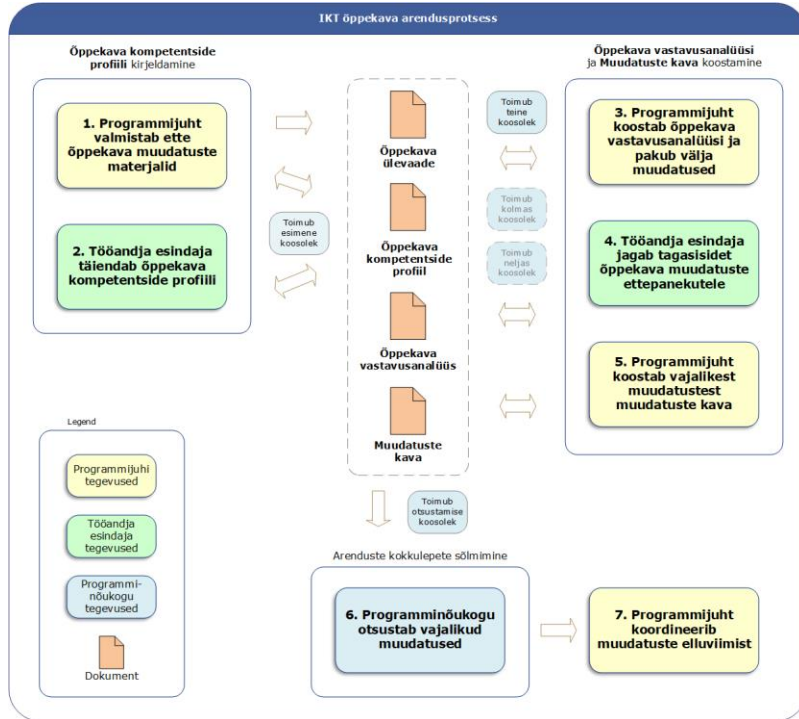 IKT õppekava arendusprotsess
Õppekava kompetentside
profiili kirjeldamine
1. Programmijuht
valmistab ette
õppekava muudatuste
materjalid
2. Tööandja esindaja
täiendab õppekava
kompetentside profiili
Toimub
esimene
koosolek
Õppekava
ülevaade
Õppekava
kompetentside
profiil
Õppekava
vastavusanalüüs
Muudatuste
kava
Toimub
teine
koosolek
Toimub
kolmas
koosolek
Toimub
neljas
koosolek
Õppekava vastavusanalüüsi
ja Muudatuste kava koostamine
3. Programmijuht
koostab õppekava
vastavusanalüüsi ja
pakub välja
muudatused
4. Tööandja esindaja
jagab tagasisidet
õppekava muudatuste
ettepanekutele
5. Programmijuht
koostab vajalikest
muudatustest
muudatuste kava
Legend
Programmijuhi
tegevused
Tööandja
esindaja
tegevused
Programmi-
nõukogu
tegevused
Dokument
Toimub
otsustamise
koosolek
Arenduste kokkulepete sõlmimine
6. Programminõukogu
otsustab vajalikud
muudatused
7. Programmijuht
koordineerib
muudatuste elluviimist